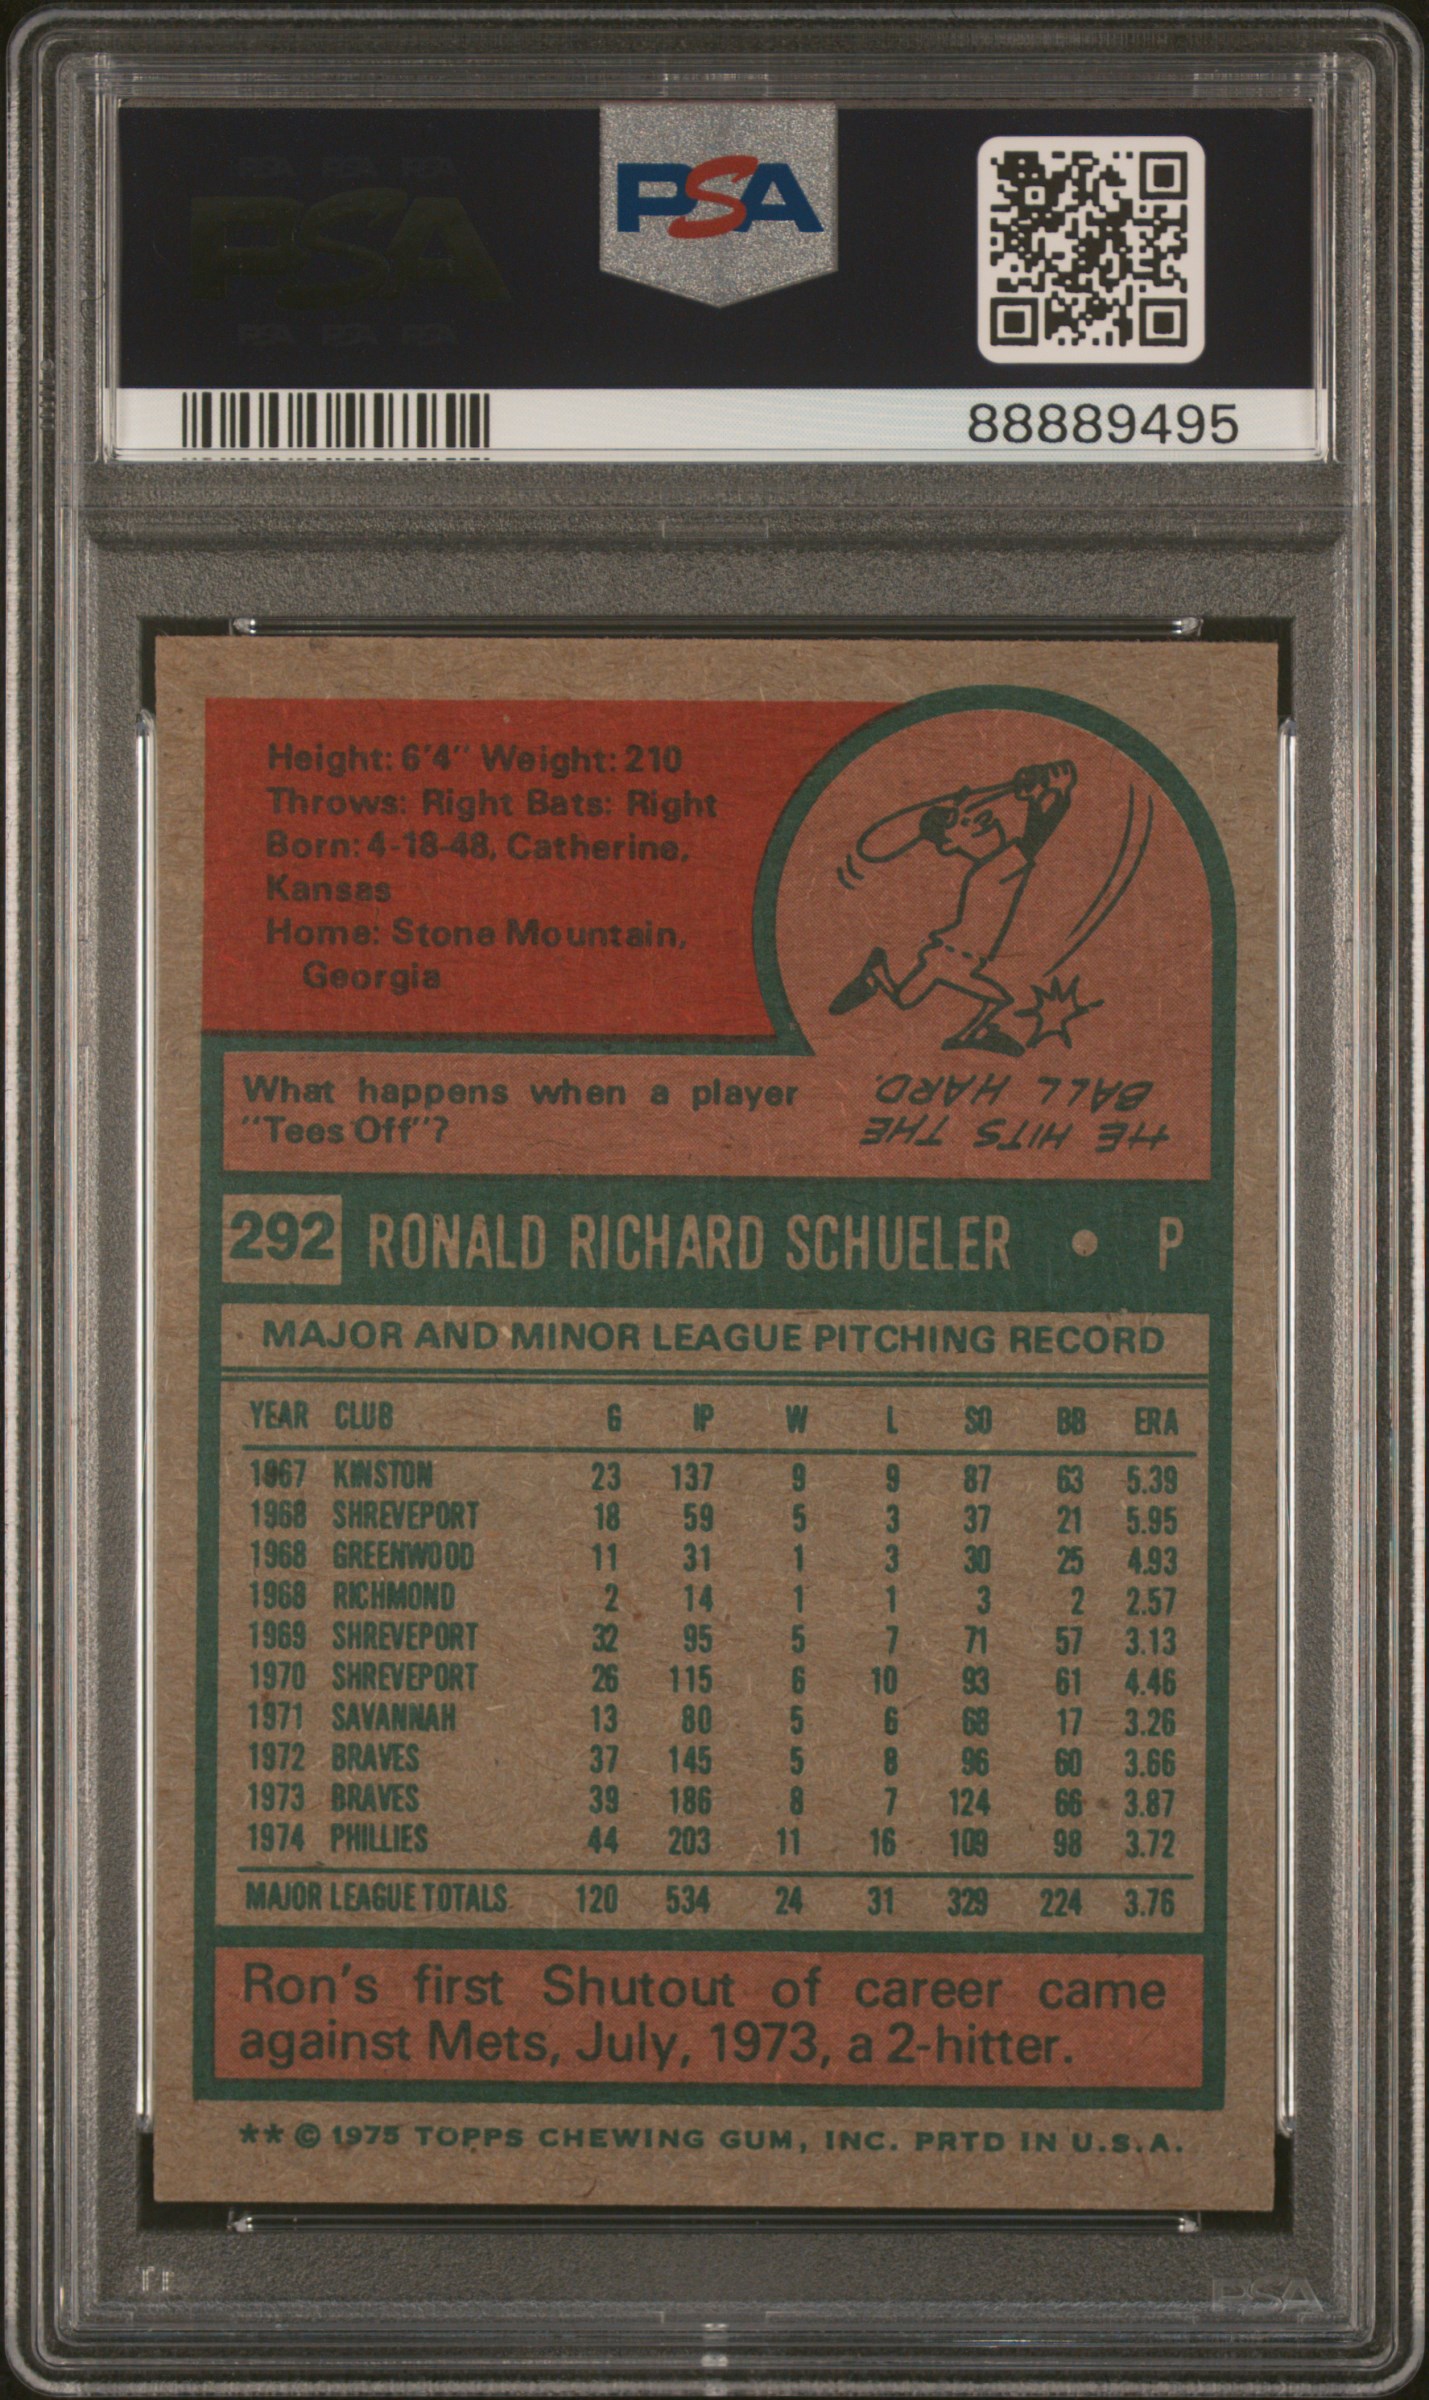 PSA PSA PSA
PSA
PSA PSA PSA
PSA
88889495
Height: 6'4" Weight: 210
Throws: Right Bats: Right
Born: 4-18-48, Catherine,
Kansas
Home: Stone Mountain,
Georgia
What happens when a player
"Tees Off"?
HE HITS THE
BALL HARD.
292 RONALD RICHARD SCHUELER • P
MAJOR AND MINOR LEAGUE PITCHING RECORD
YEAR CLUB G IP W L SO BB ERA
1967 KINSTON 23 137 9 9 87 63 5.39
1968 SHREVEPORT 18 59 5 3 37 21 5.95
1968 GREENWOOD 11 31 1 3 30 25 4.93
1968 RICHMOND 2 14 1 1 3 2 2.57
1969 SHREVEPORT 32 95 5 7 71 57 3.13
1970 SHREVEPORT 26 115 6 10 93 61 4.46
1971 SAVANNAH 13 80 5 6 68 17 3.26
1972 BRAVES 37 145 5 8 96 60 3.66
1973 BRAVES 39 186 8 7 124 66 3.87
1974 PHILLIES 44 203 11 16 109 98 3.72
MAJOR LEAGUE TOTALS 120 534 24 31 329 224 3.76
Ron's first Shutout of career came
against Mets, July, 1973, a 2-hitter.
** © 1975 TOPPS CHEWING GUM, INC. PRTD IN U.S.A.
PSA